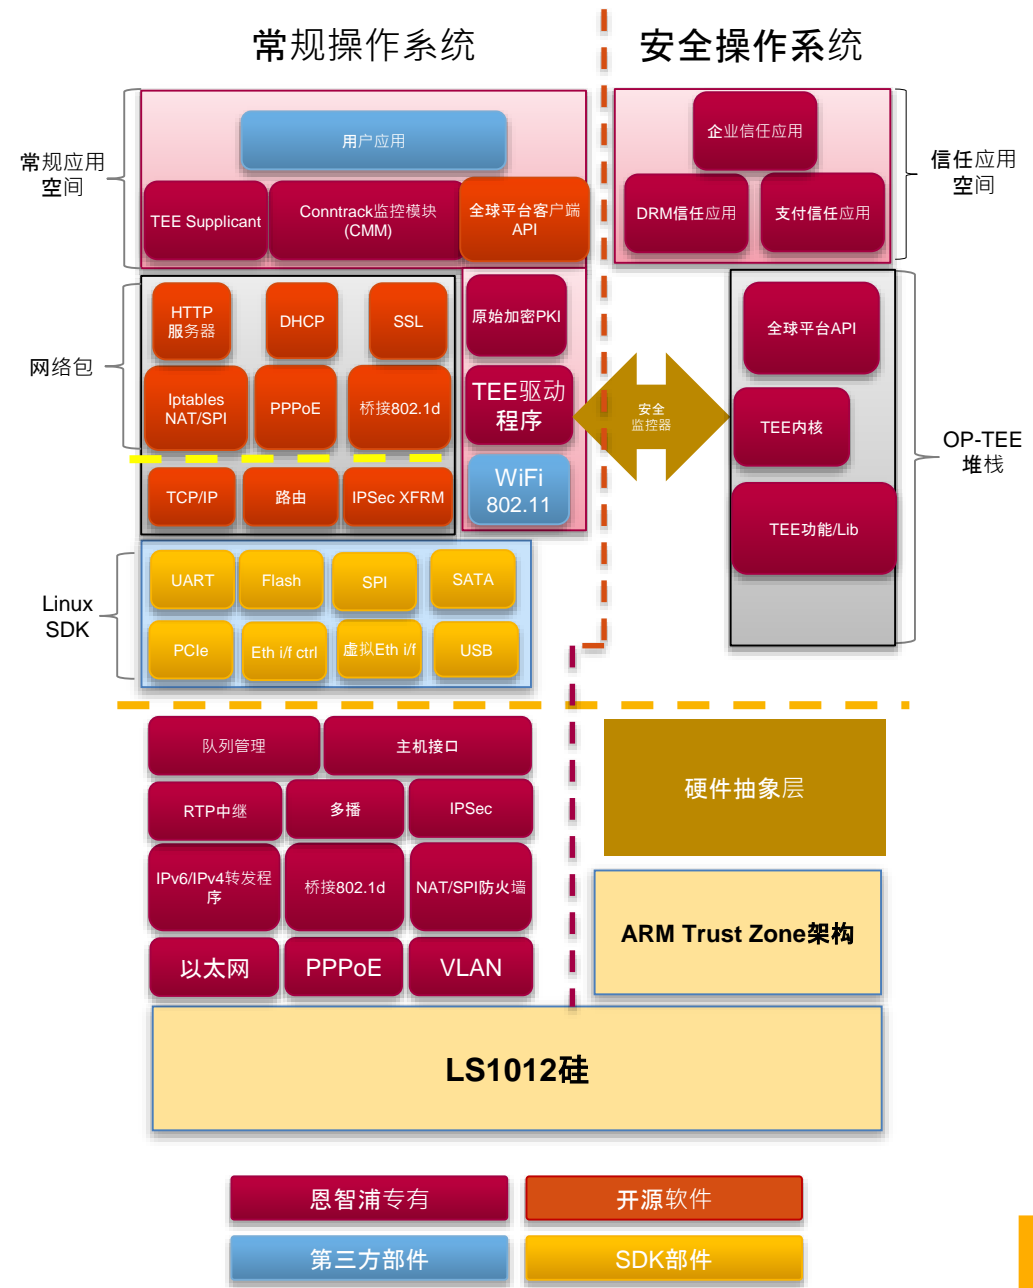 常规操作系统
安全操作系统
常规应用
空间
用户应用
TEE Supplicant
Conntrack监控模块
(CMM)
全球平台客户端
API
企业信任应用
DRM信任应用
支付信任应用
信任应用
空间
网络包
HTTP
服务器
DHCP
SSL
Iptables
NAT/SPI
PPPoE
桥接802.1d
TCP/IP
路由
IPSec XFRM
原始加密PKI
TEE驱动
程序
WiFi
802.11
安全
监控器
全球平台API
TEE内核
TEE功能/Lib
OP-TEE
堆栈
Linux
SDK
UART
Flash
SPI
SATA
PCIe
Eth i/f ctrl
虚拟Eth i/f
USB
队列管理
主机接口
RTP中继
多播
IPSec
IPv6/IPv4转发程
序
桥接802.1d
NAT/SPI防火墙
以太网
PPPoE
VLAN
硬件抽象层
ARM Trust Zone架构
LS1012硅
恩智浦专有
开源软件
第三方部件
SDK部件